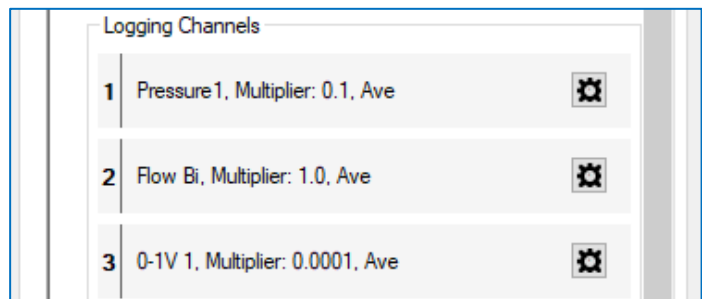 Logging Channels
1 Pressure1, Multiplier: 0.1, Ave
2 Flow Bi, Multiplier: 1.0, Ave
3 0-1V 1, Multiplier: 0.0001, Ave